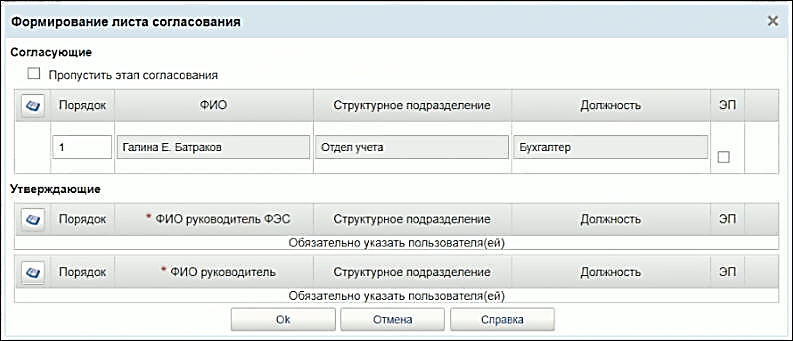 Формирование листа согласования
Согласующие
Пропустить этап согласования
Порядок ФИО Структурное подразделение Должность ЭП
1 Галина Е. Батраков Отдел учета Бухгалтер
Утверждающие
Порядок * ФИО руководитель ФЭС Структурное подразделение Должность ЭП
Обязательно указать пользователя(ей)
Порядок * ФИО руководитель Структурное подразделение Должность ЭП
Обязательно указать пользователя(ей)
Ok Отмена Справка